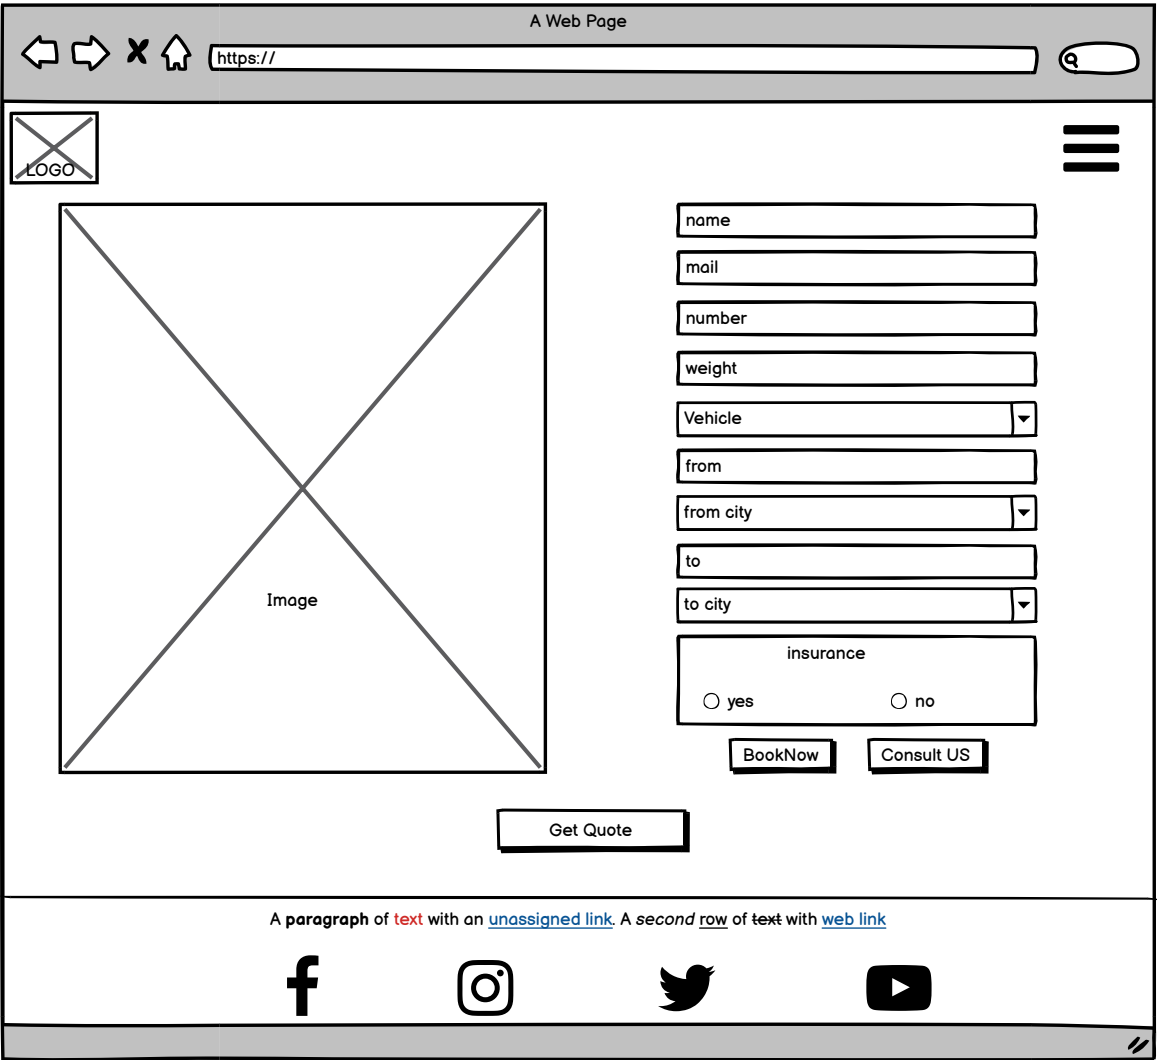 A Web Page
https://
LOGO
name
mail
number
weight
Vehicle
from
from city
to
to city
Image
insurance
yes no
BookNow Consult US
Get Quote
A paragraph of text with an unassigned link. A second row of text with web link